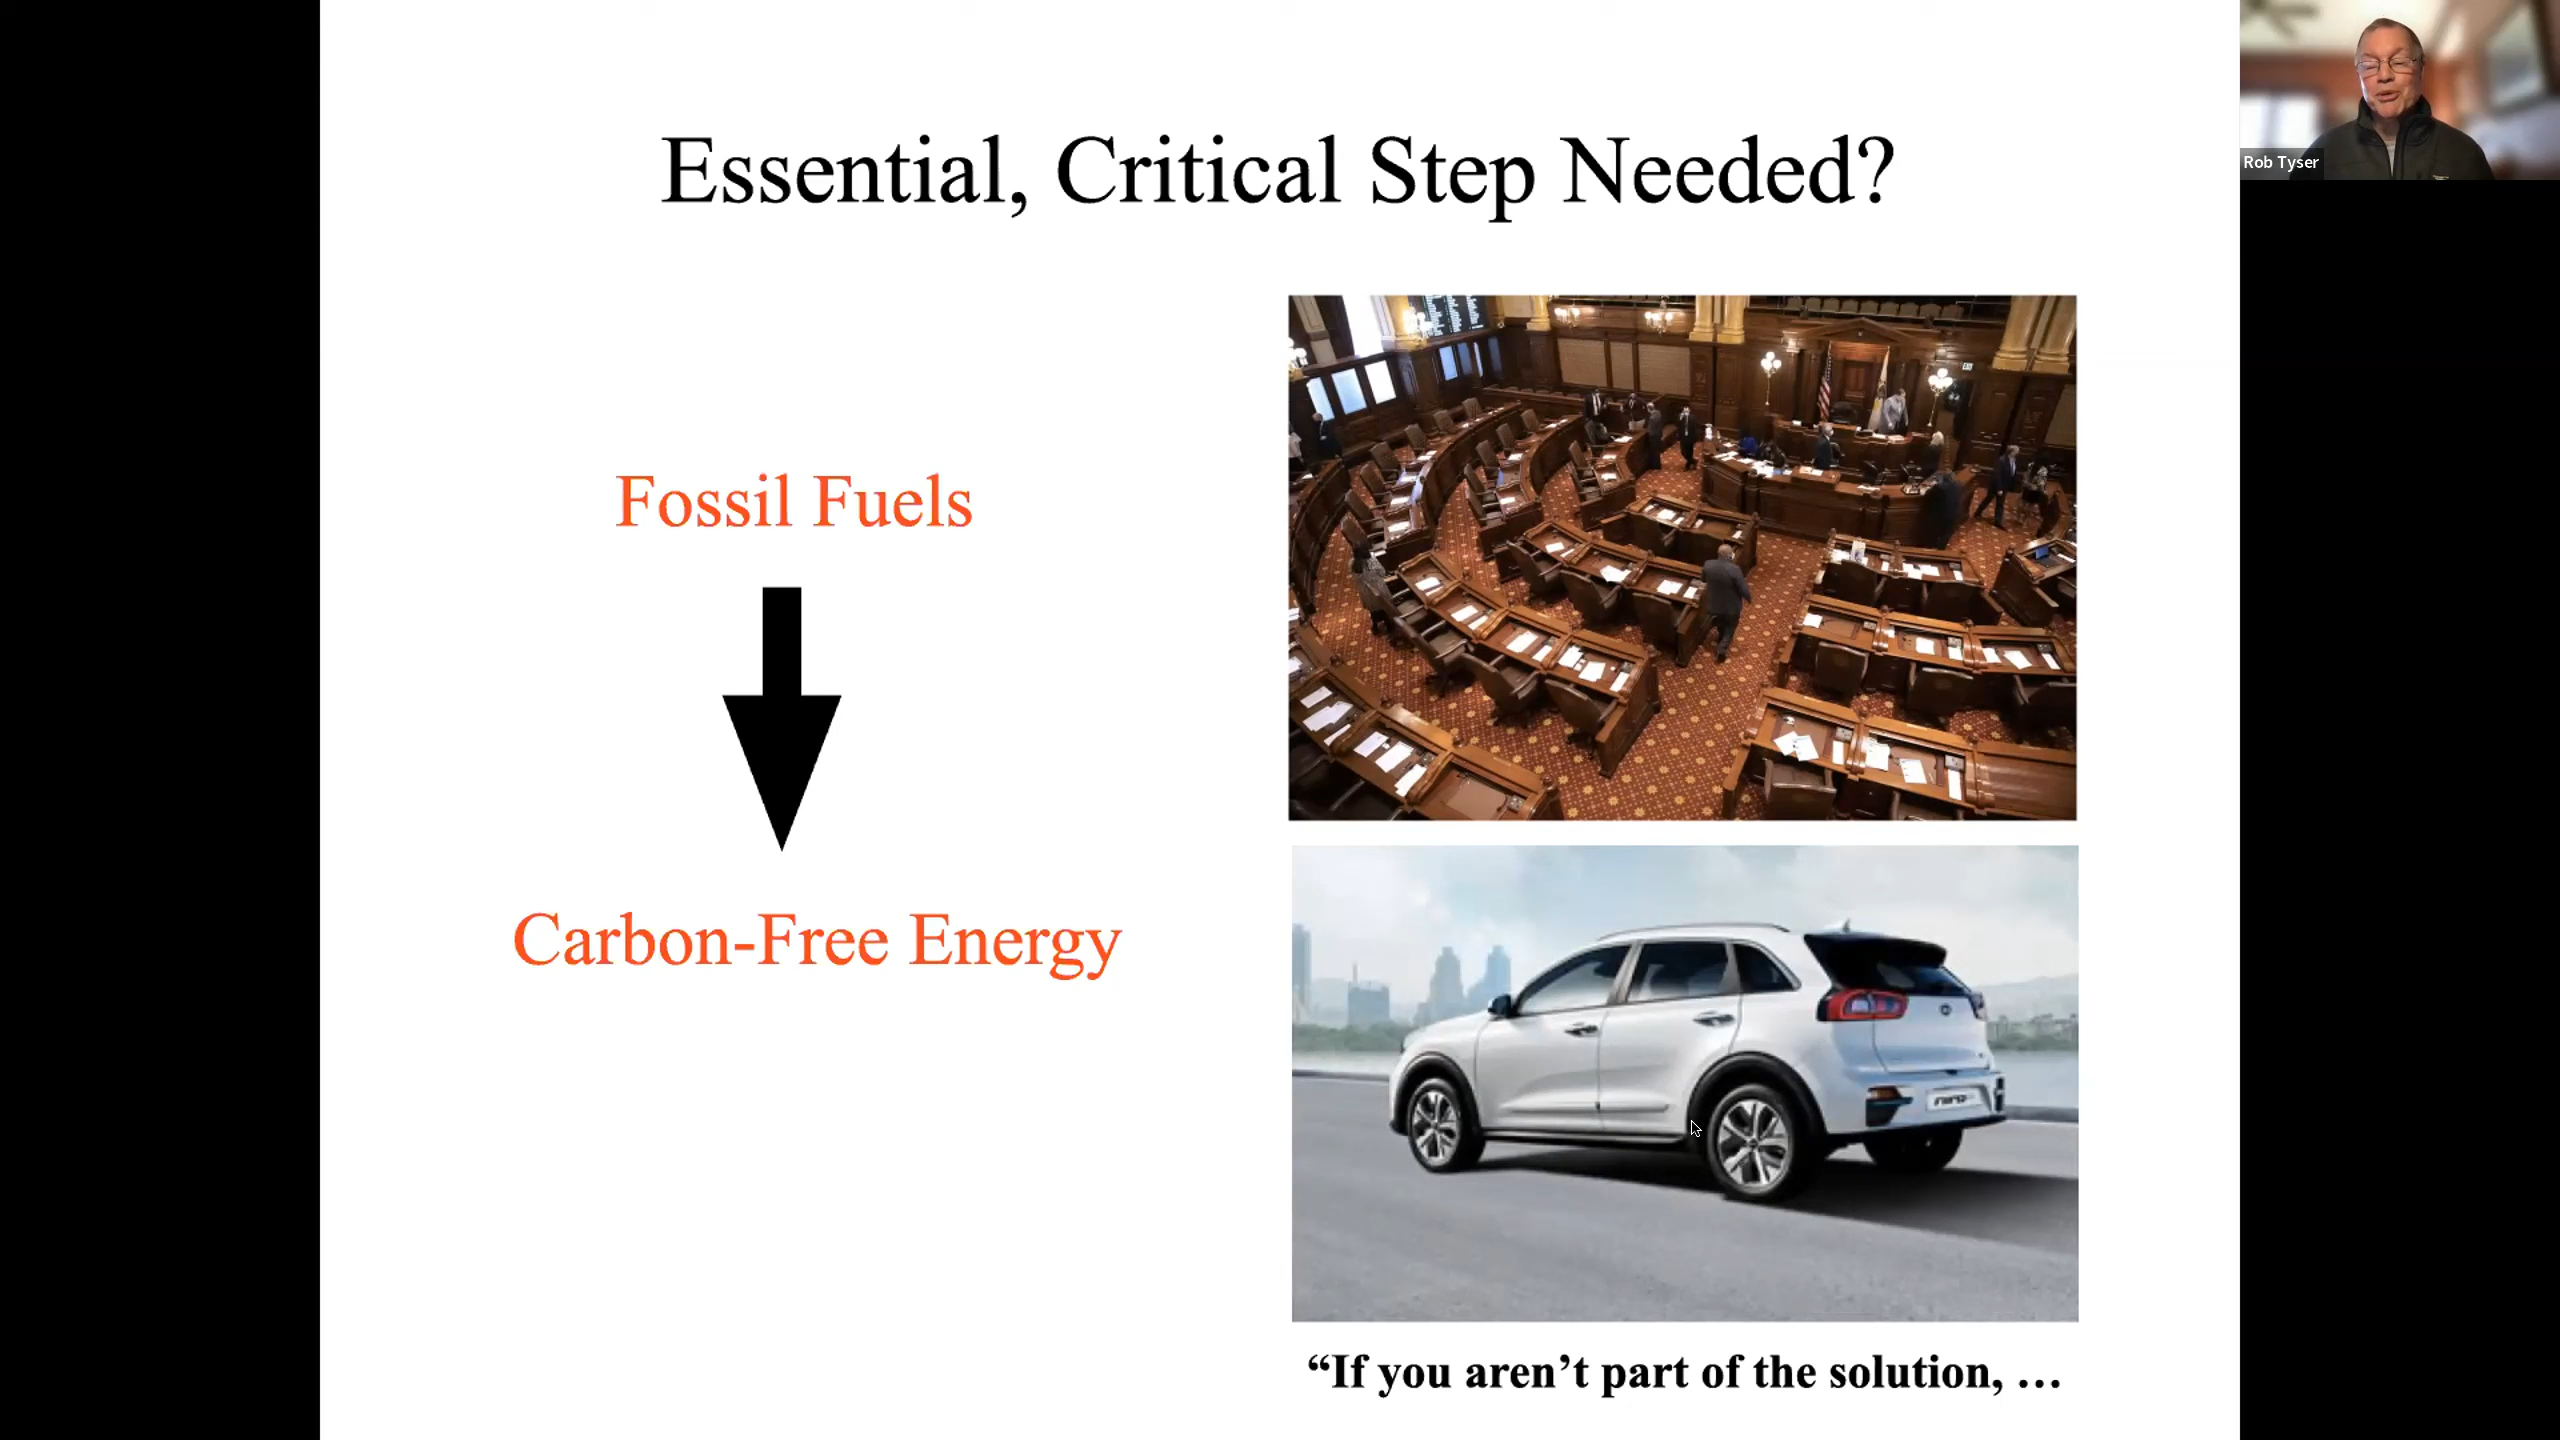 Essential, Critical Step Needed?
Fossil Fuels
Carbon-Free Energy
“If you aren’t part of the solution, …
Rob Tyser